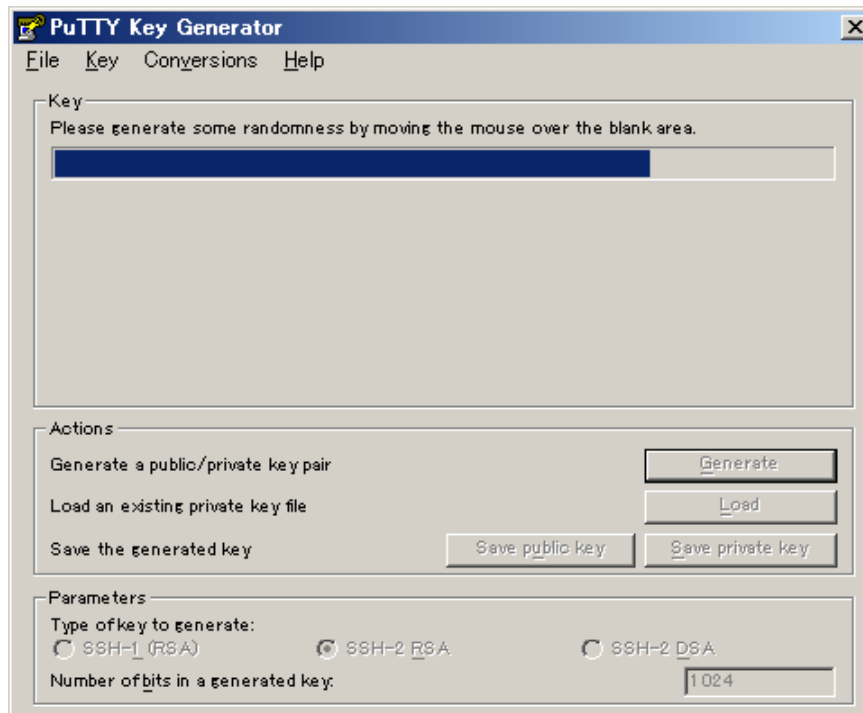 PuTTY Key Generator
File Key Conversions Help
Key
Please generate some randomness by moving the mouse over the blank area.
Actions
Generate a public/private key pair
Generate
Load an existing private key file
Load
Save the generated key
Save public key
Save private key
Parameters
Type of key to generate:
SSH-1 (RSA)
SSH-2 RSA
SSH-2 DSA
Number of bits in a generated key:
1024